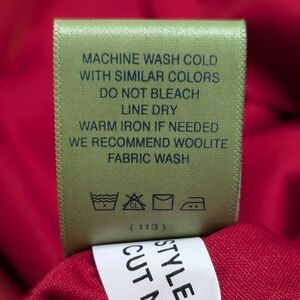 MACHINE WASH COLD
WITH SIMILAR COLORS
DO NOT BLEACH
LINE DRY
WARM IRON IF NEEDED
WE RECOMMEND WOOLITE
FABRIC WASH
CL
( 113 )
STYLE
CUT